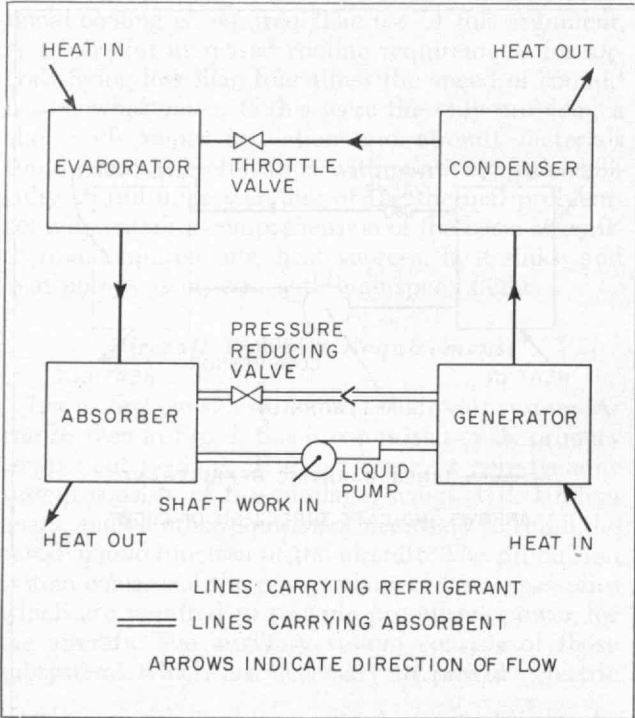 HEAT IN
HEAT OUT
EVAPORATOR
THROTTLE
VALVE
CONDENSER
PRESSURE
REDUCING
VALVE
ABSORBER
GENERATOR
LIQUID
PUMP
SHAFT WORK IN
HEAT OUT
HEAT IN
LINES CARRYING REFRIGERANT
LINES CARRYING ABSORBENT
ARROWS INDICATE DIRECTION OF FLOW